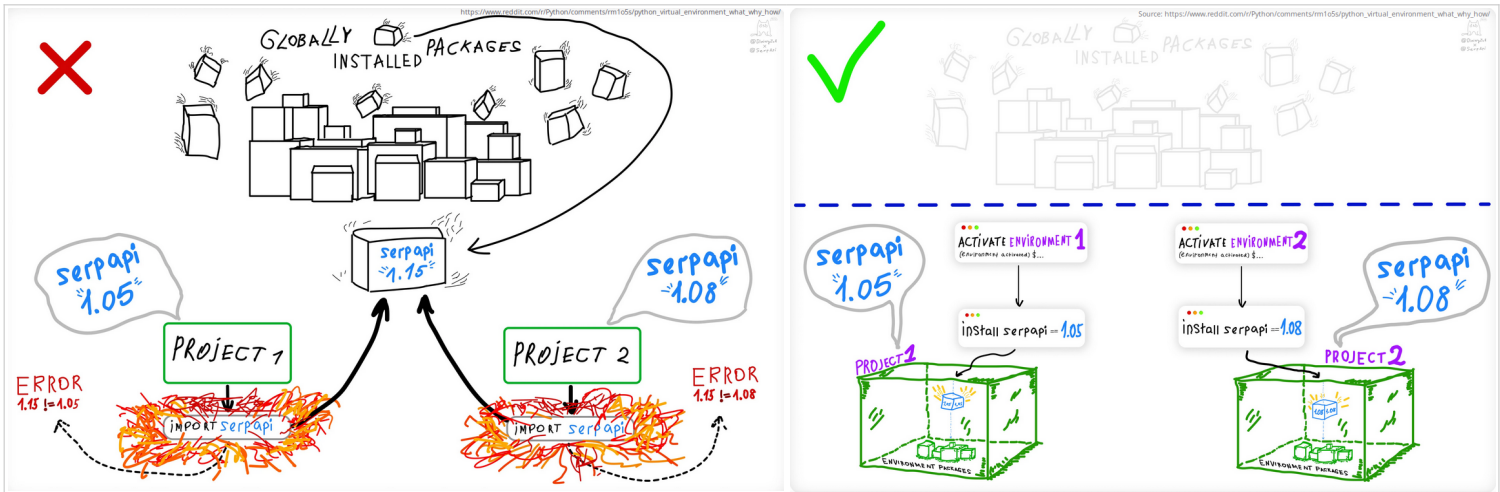 https://www.reddit.com/r/Python/comments/rm1o5s/python_virtual_environment_what_why_how/
GLOBALLY INSTALLED PACKAGES
serpapi
1.15
serpapi
1.05
serpapi
1.08
PROJECT 1
PROJECT 2
ERROR
1.15 != 1.05
ERROR
1.15 != 1.08
iMPORT serpapi
iMPORT serpapi
Source: https://www.reddit.com/r/Python/comments/rm1o5s/python_virtual_environment_what_why_how/
GLOBALLY INSTALLED PACKAGES
serpapi
1.05
ACTIVATE ENVIRONMENT 1
(environment activated) $...
ACTIVATE ENVIRONMENT 2
(environment activated) $...
serpapi
1.08
install serpapi == 1.05
install serpapi == 1.08
PROJECT 1
PROJECT 2
ENVIRONMENT PACKAGES
ENVIRONMENT PACKAGES